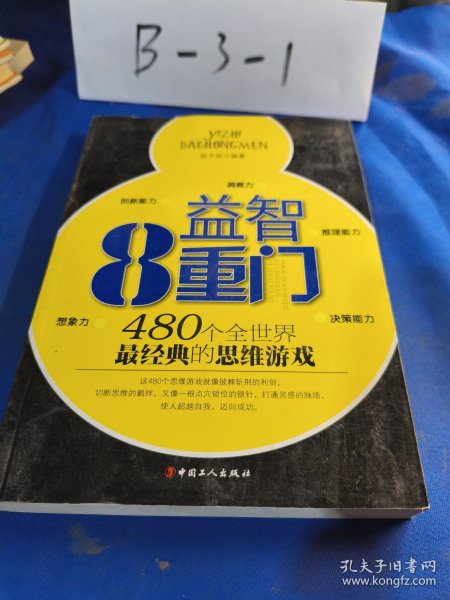 B-3-1
BACHONGMEN
洞察力
创新能力
益智
推理能力
8重门
想象力
480个全世界
决策能力
最经典的思维游戏
这480个思维游戏就像披棘斩荆的利剑,
切断思维的羁绊,又像一根点穴锁位的银针,打通灵感的脉络,
使人超越自我,迈向成功。
中国工人出版社
孔夫子旧书网
www.kongfz.com